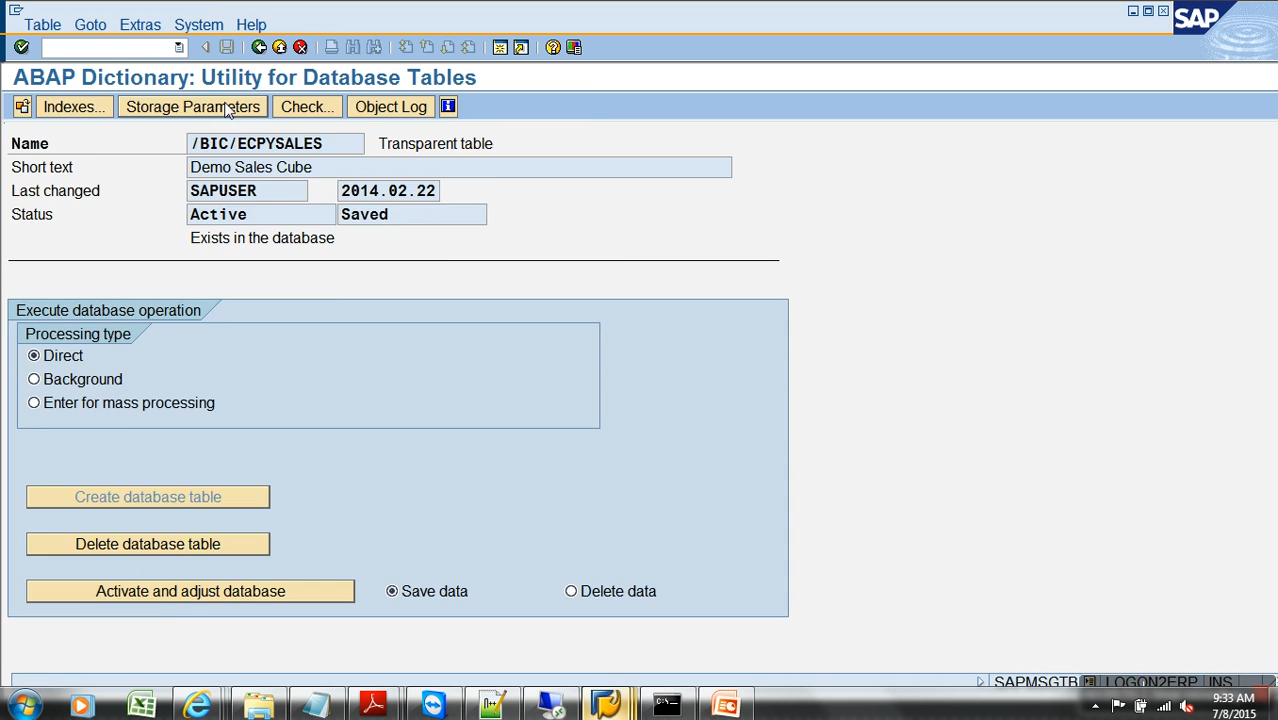 Table Goto Extras System Help
SAP
ABAP Dictionary: Utility for Database Tables
Indexes... Storage Parameters Check... Object Log
Name /BIC/ECPYSALES Transparent table
Short text Demo Sales Cube
Last changed SAPUSER 2014.02.22
Status Active Saved
Exists in the database
Execute database operation
Processing type
Direct
Background
Enter for mass processing
Create database table
Delete database table
Activate and adjust database Save data Delete data
SAPMSGTB LOGON2ERP INS
9:33 AM
7/8/2015